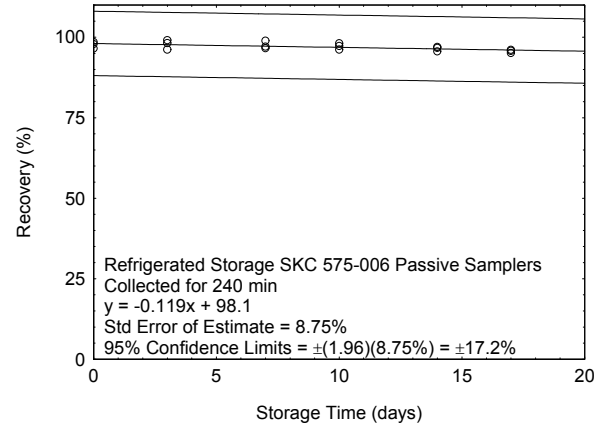 100
75
50
25
0
Recovery (%)
Refrigerated Storage SKC 575-006 Passive Samplers
Collected for 240 min
y = -0.119x + 98.1
Std Error of Estimate = 8.75%
95% Confidence Limits = ±(1.96)(8.75%) = ±17.2%
0 5 10 15 20
Storage Time (days)